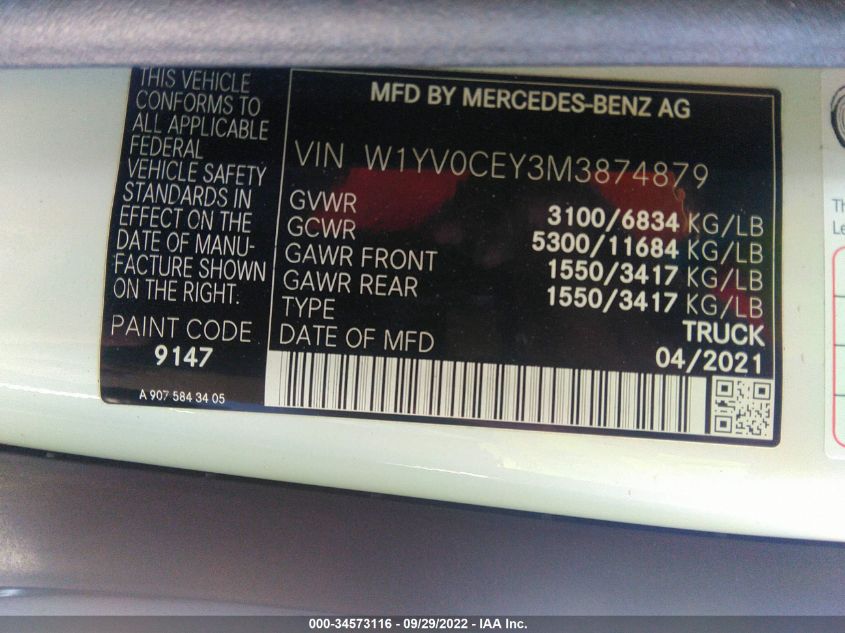 THIS VEHICLE
CONFORMS TO
ALL APPLICABLE
FEDERAL
VEHICLE SAFETY
STANDARDS IN
EFFECT ON THE
DATE OF MANU-
FACTURE SHOWN
ON THE RIGHT.
PAINT CODE
9147
A 907 584 34 05
MFD BY MERCEDES-BENZ AG
VIN W1YV0CEY3M3874879
GVWR 3100/6834 KG/LB
GCWR 5300/11684 KG/LB
GAWR FRONT 1550/3417 KG/LB
GAWR REAR 1550/3417 KG/LB
TYPE TRUCK
DATE OF MFD 04/2021
Th
Le
000-34573116 - 09/29/2022 - IAA Inc.